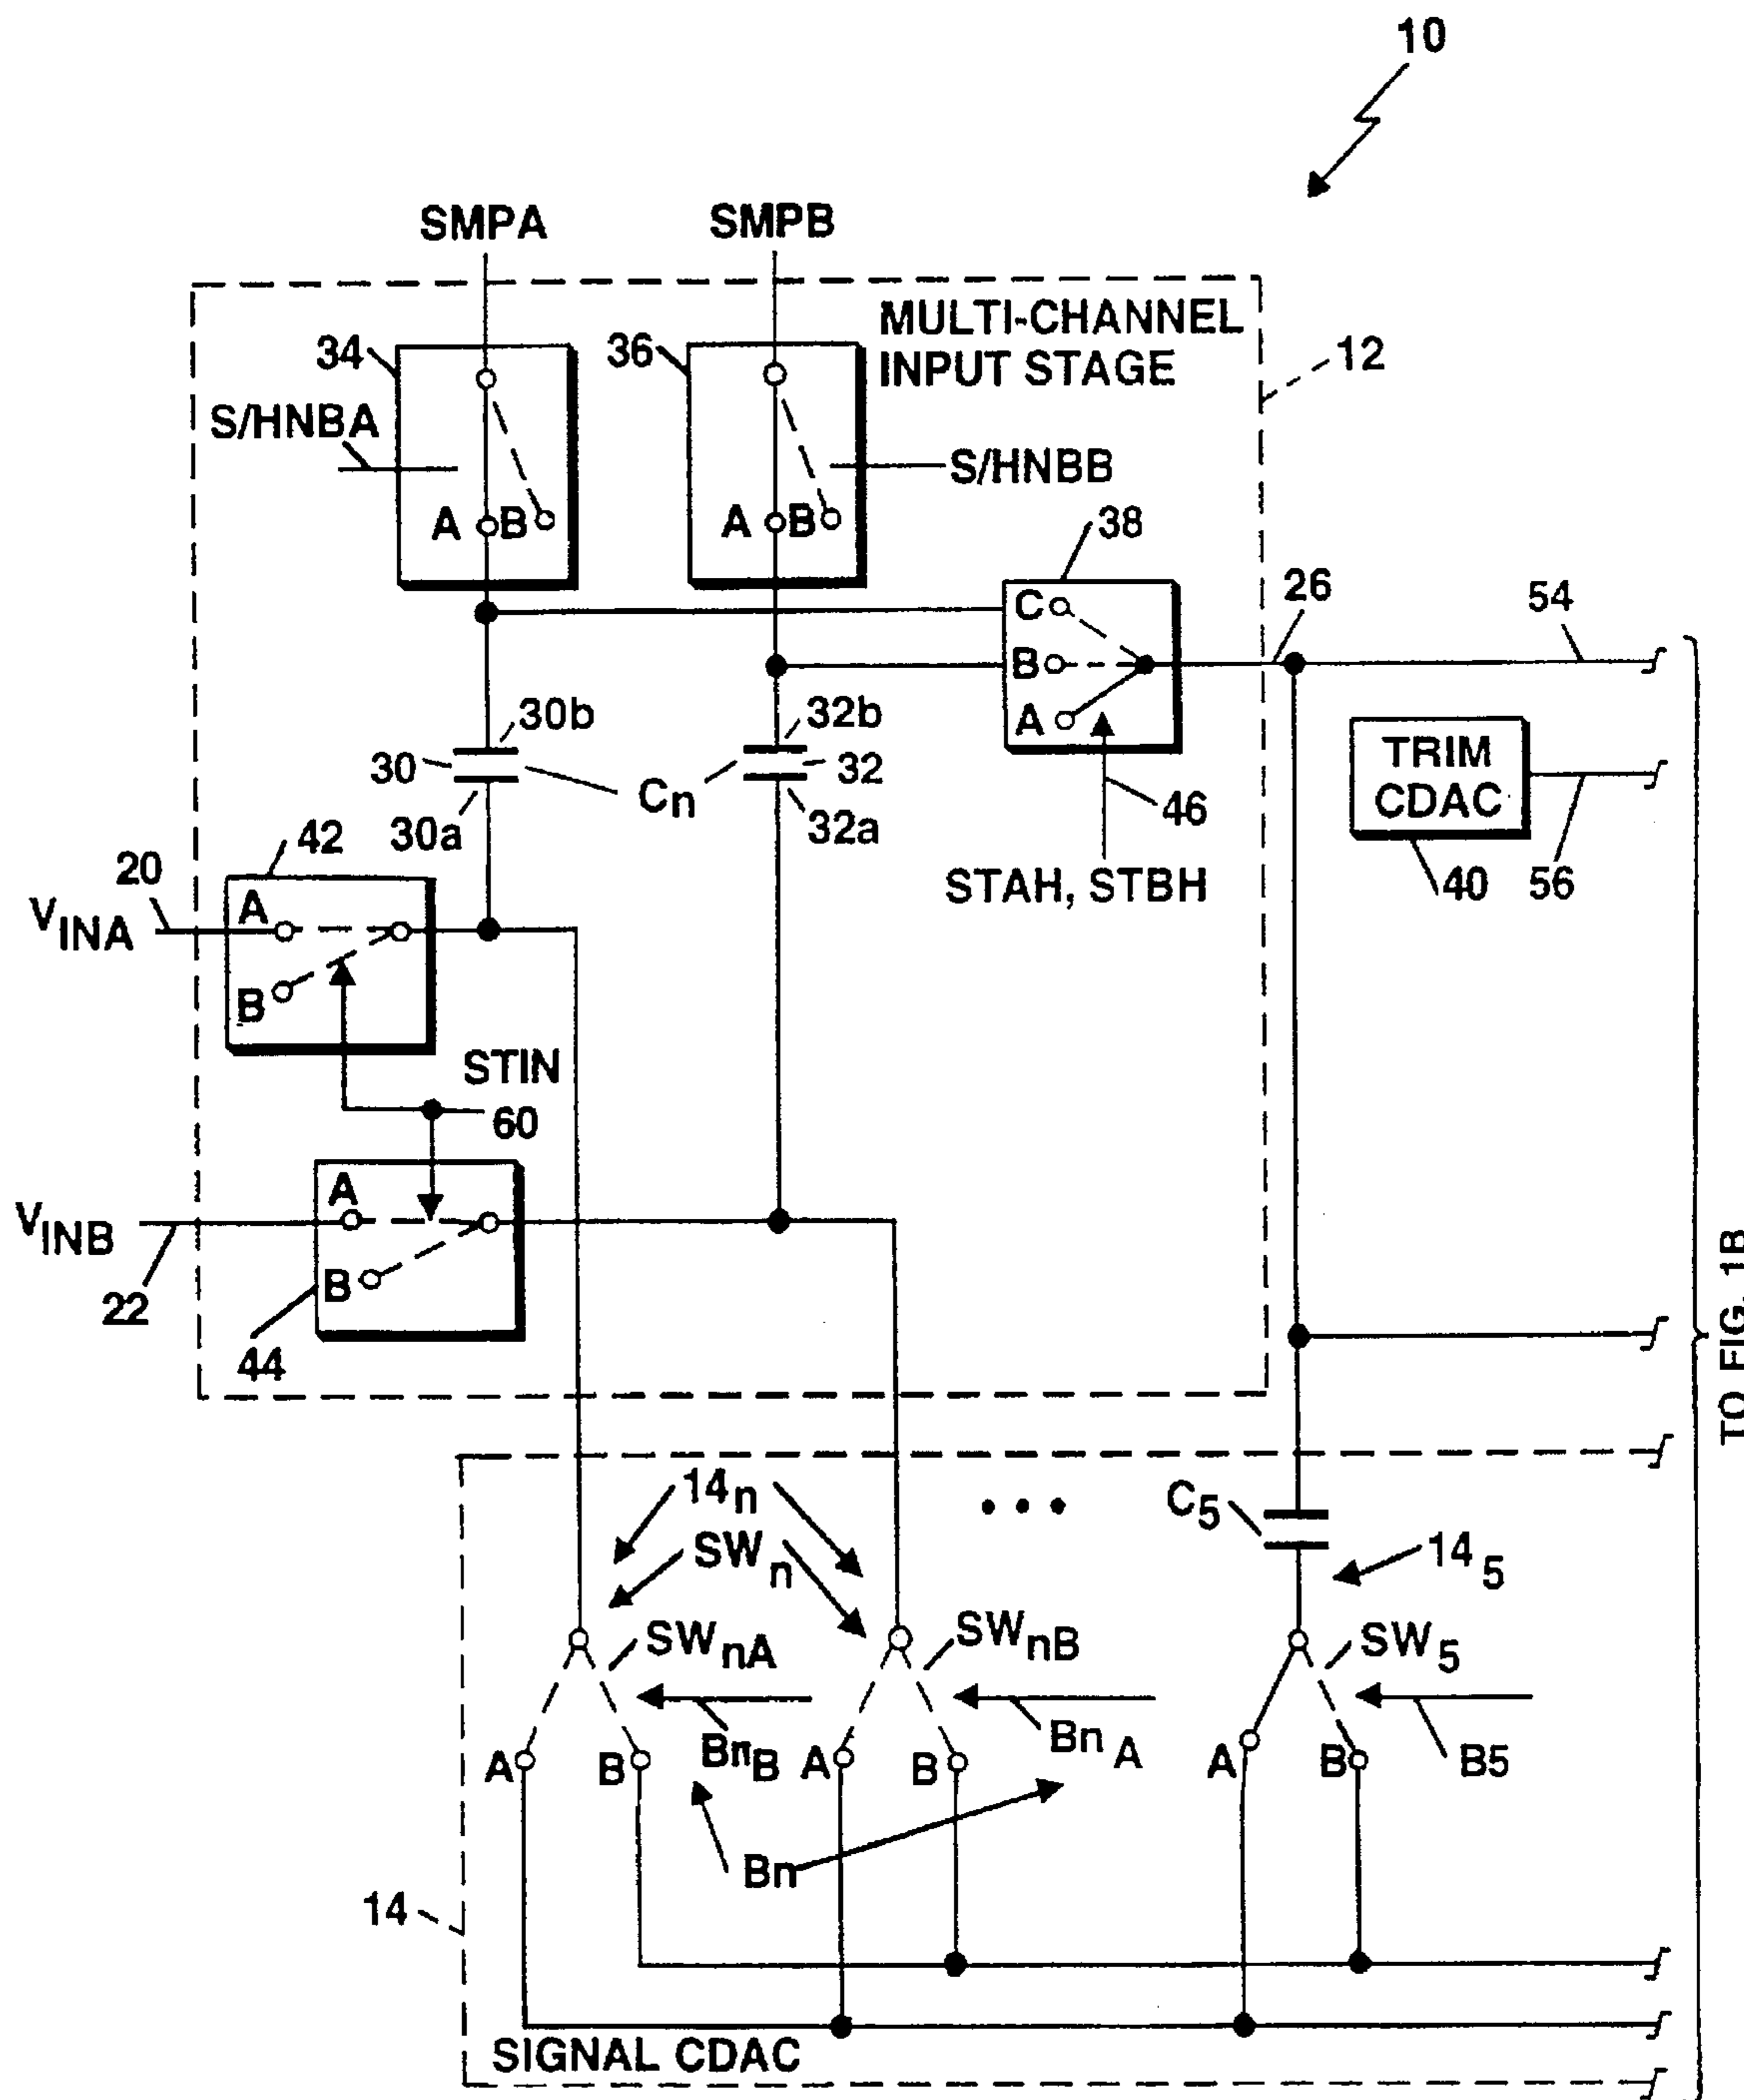 10
SMPA
SMPB
MULTI-CHANNEL
INPUT STAGE
12
34
36
S/HNBA
S/HNBB
A
B
A
B
38
C
B
A
26
54
30b
32b
30
Cn
32
30a
32a
46
TRIM
CDAC
STAH, STBH
40
56
42
20
VINA
A
B
STIN
60
VINB
A
B
22
44
TO FIG. 1B
14n
SWn
C5
145
SWnA
SWnB
SW5
BnB
BnA
B5
A
B
A
B
A
B
Bn
14
SIGNAL CDAC